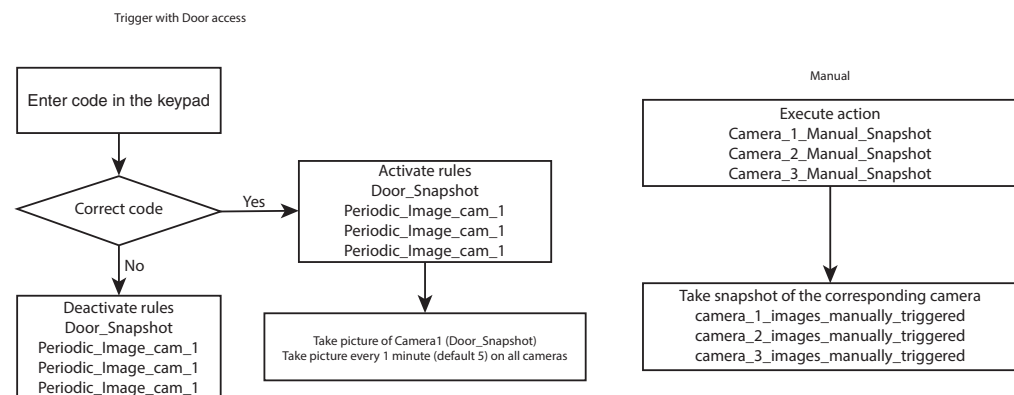 Trigger with Door access
Enter code in the keypad
Correct code
Yes
No
Activate rules
Door_Snapshot
Periodic_Image_cam_1
Periodic_Image_cam_1
Periodic_Image_cam_1
Deactivate rules
Door_Snapshot
Periodic_Image_cam_1
Periodic_Image_cam_1
Periodic_Image_cam_1
Take picture of Camera1 (Door_Snapshot)
Take picture every 1 minute (default 5) on all cameras
Manual
Execute action
Camera_1_Manual_Snapshot
Camera_2_Manual_Snapshot
Camera_3_Manual_Snapshot
Take snapshot of the corresponding camera
camera_1_images_manually_triggered
camera_2_images_manually_triggered
camera_3_images_manually_triggered